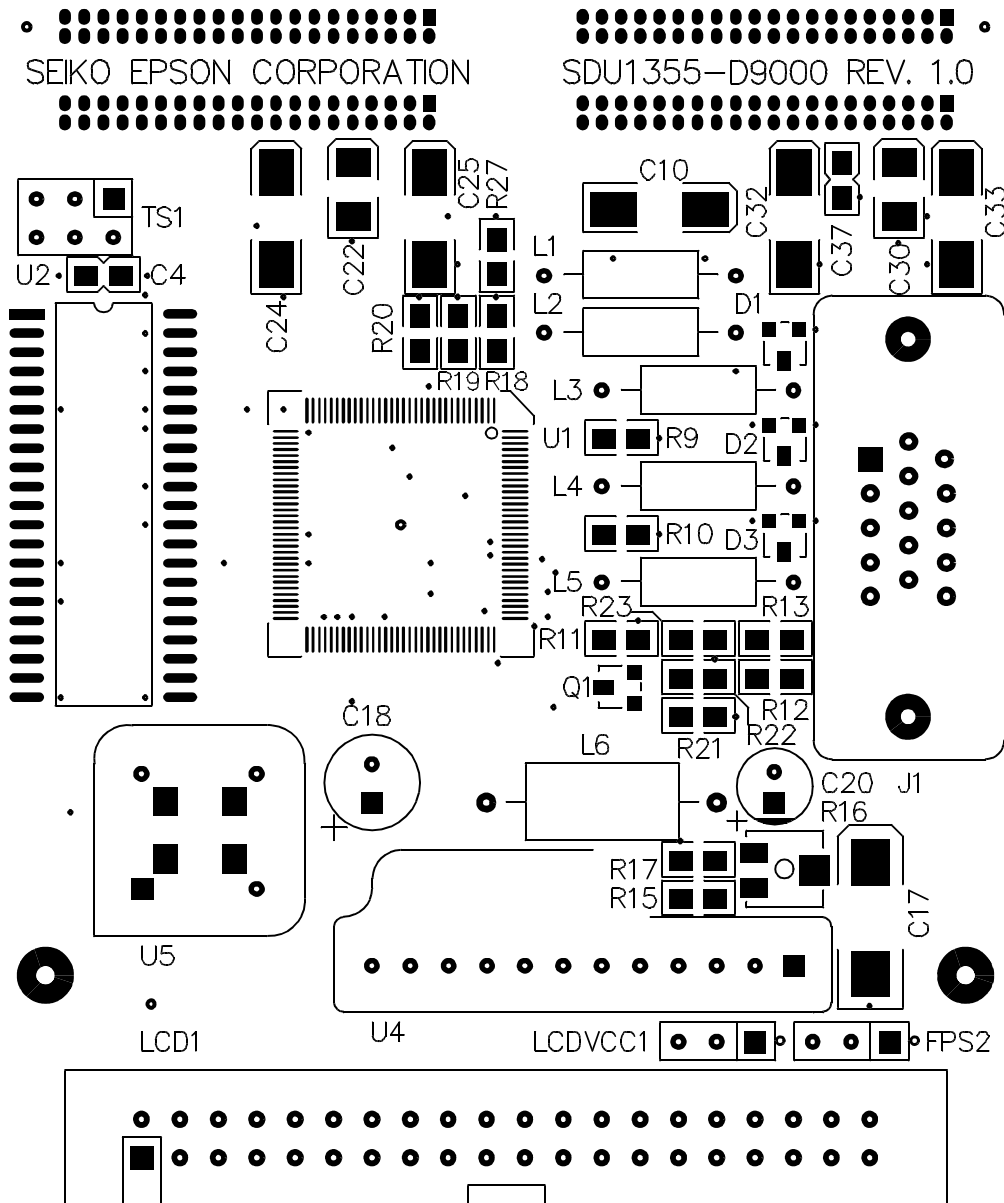 SEIKO EPSON CORPORATION
SDU1355-D9000 REV. 1.0
C10
C25
R27
C32
C37
C30
C33
TS1
U2
C4
C22
C24
L1
L2
D1
R20
R19
R18
L3
U1
R9
D2
L4
R10
D3
L5
R23
R13
R11
Q1
C18
R12
R21
R22
L6
J1
C20
R16
R17
R15
C17
U5
U4
LCD1
LCDVCC1
FPS2
+
+